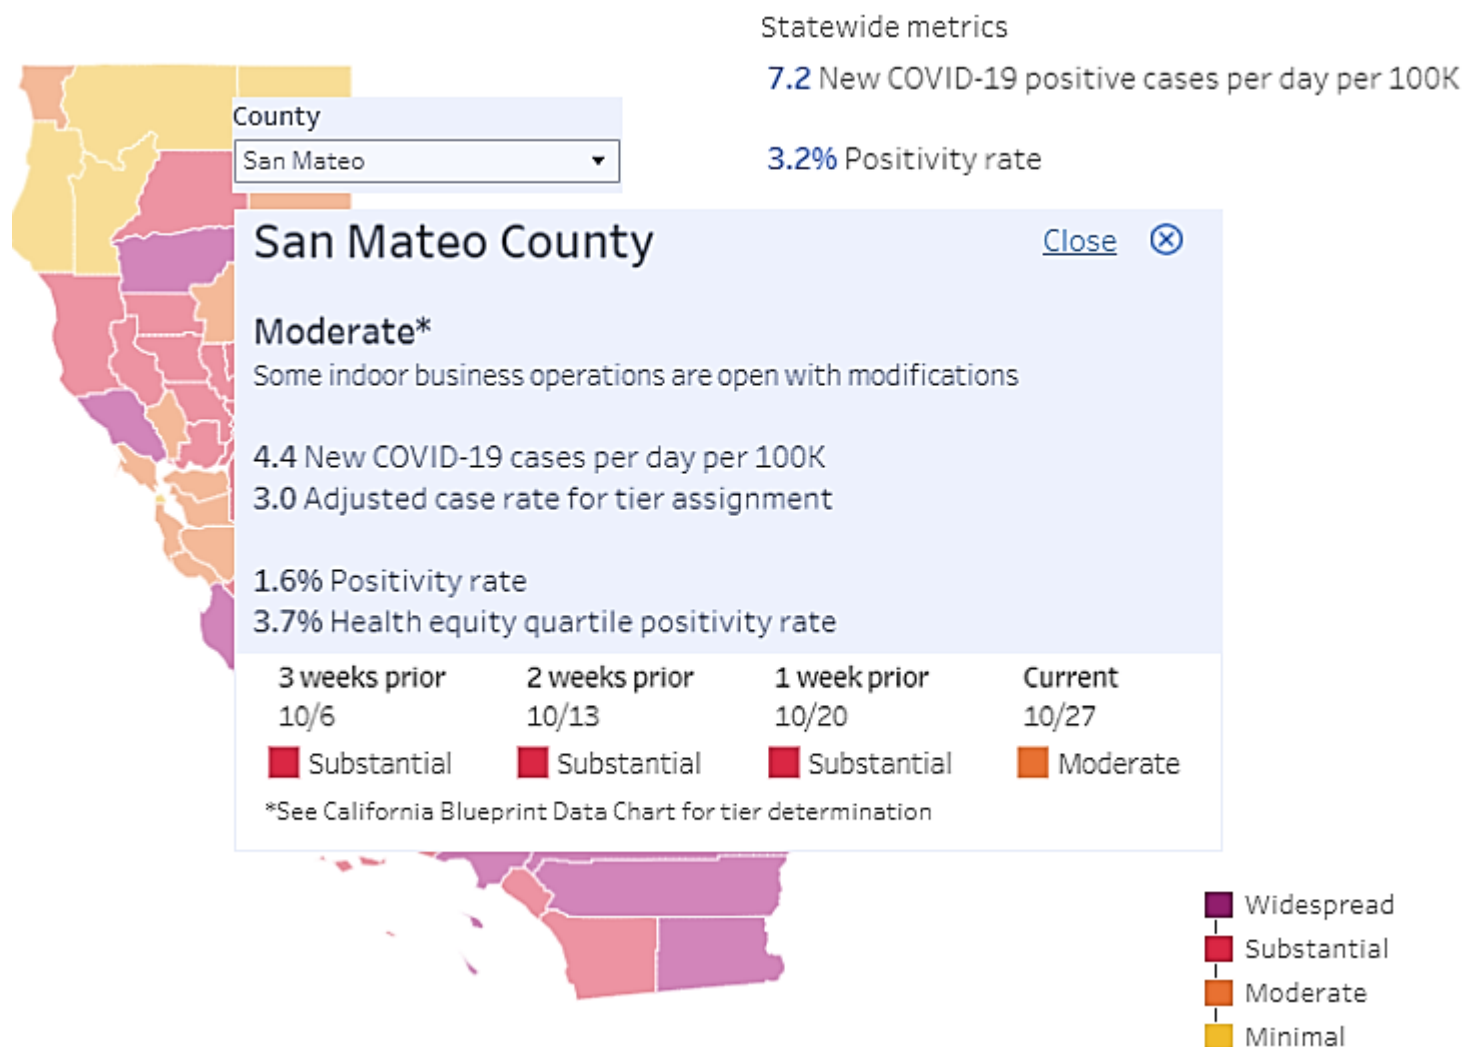 Statewide metrics
7.2 New COVID-19 positive cases per day per 100K
3.2% Positivity rate
County
San Mateo
San Mateo County
Close
Moderate*
Some indoor business operations are open with modifications
4.4 New COVID-19 cases per day per 100K
3.0 Adjusted case rate for tier assignment
1.6% Positivity rate
3.7% Health equity quartile positivity rate
3 weeks prior
10/6
Substantial
2 weeks prior
10/13
Substantial
1 week prior
10/20
Substantial
Current
10/27
Moderate
*See California Blueprint Data Chart for tier determination
Widespread
Substantial
Moderate
Minimal